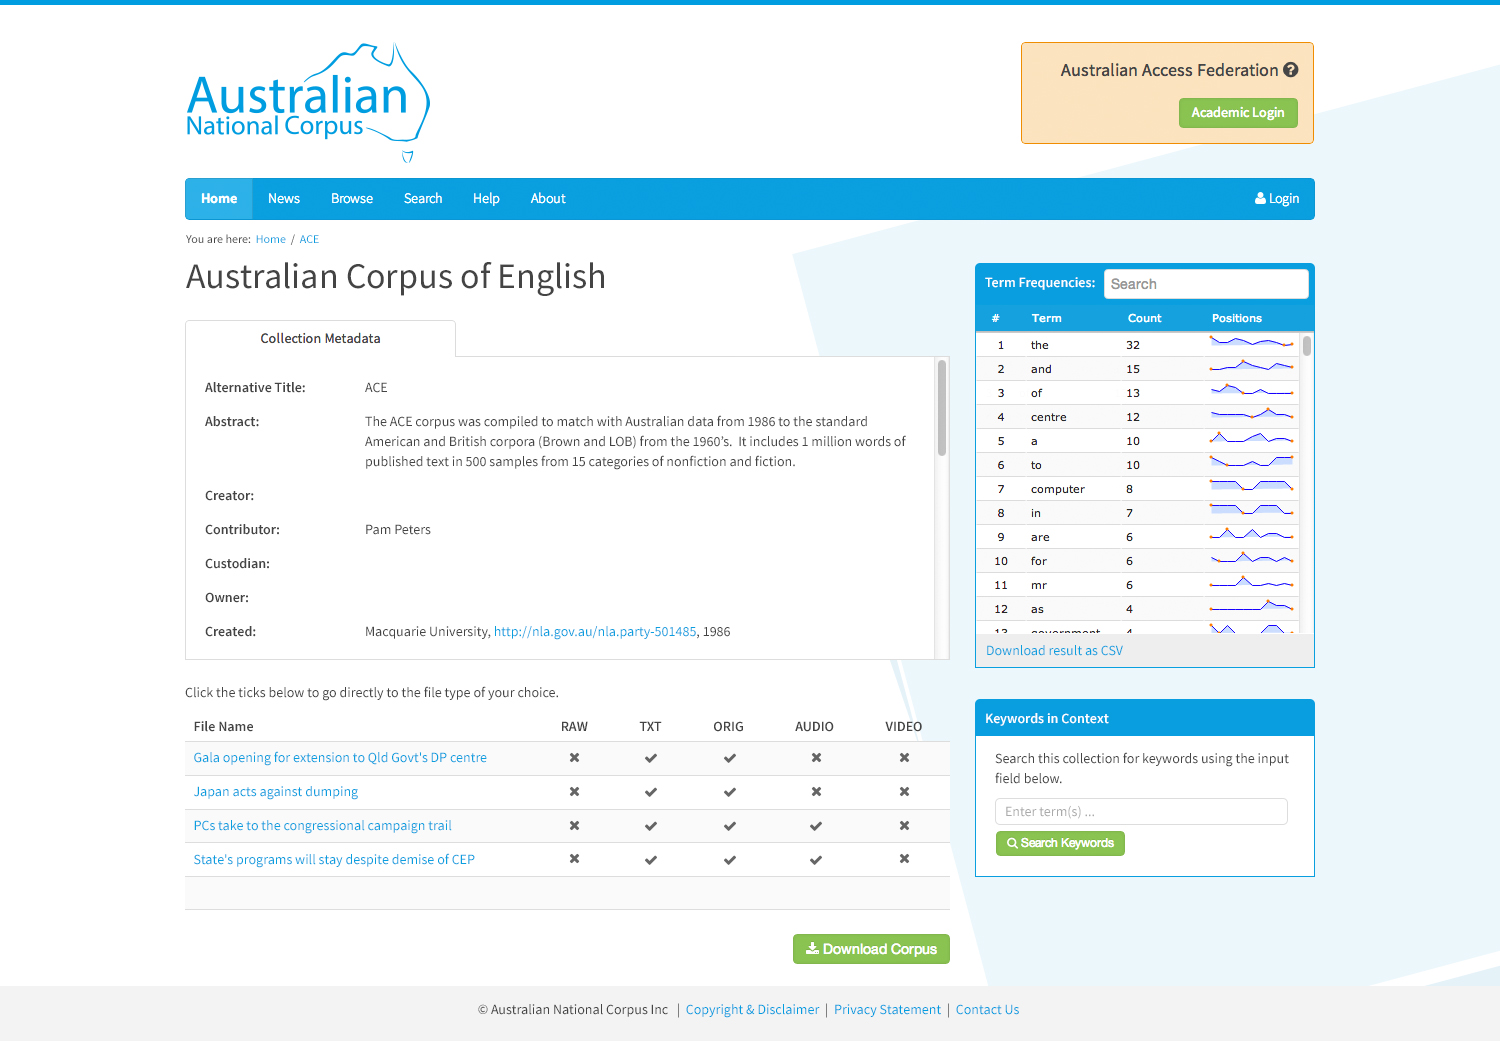 Australian
National Corpus
Australian Access Federation
Academic Login
Home News Browse Search Help About Login
You are here: Home / ACE
Australian Corpus of English
Collection Metadata
Alternative Title: ACE
Abstract: The ACE corpus was compiled to match with Australian data from 1986 to the standard
American and British corpora (Brown and LOB) from the 1960's. It includes 1 million words of
published text in 500 samples from 15 categories of nonfiction and fiction.
Creator:
Contributor: Pam Peters
Custodian:
Owner:
Created: Macquarie University, http://nla.gov.au/nla.party-501485, 1986
Click the ticks below to go directly to the file type of your choice.
File Name RAW TXT ORIG AUDIO VIDEO
Gala opening for extension to Qld Govt's DP centre
Japan acts against dumping
PCs take to the congressional campaign trail
State's programs will stay despite demise of CEP
Download Corpus
Term Frequencies: Search
# Term Count Positions
1 the 32
2 and 15
3 of 13
4 centre 12
5 a 10
6 to 10
7 computer 8
8 in 7
9 are 6
10 for 6
11 mr 6
12 as 4
13 government 4
Download result as CSV
Keywords in Context
Search this collection for keywords using the input
field below.
Enter term(s) ...
Search Keywords
© Australian National Corpus Inc | Copyright & Disclaimer | Privacy Statement | Contact Us